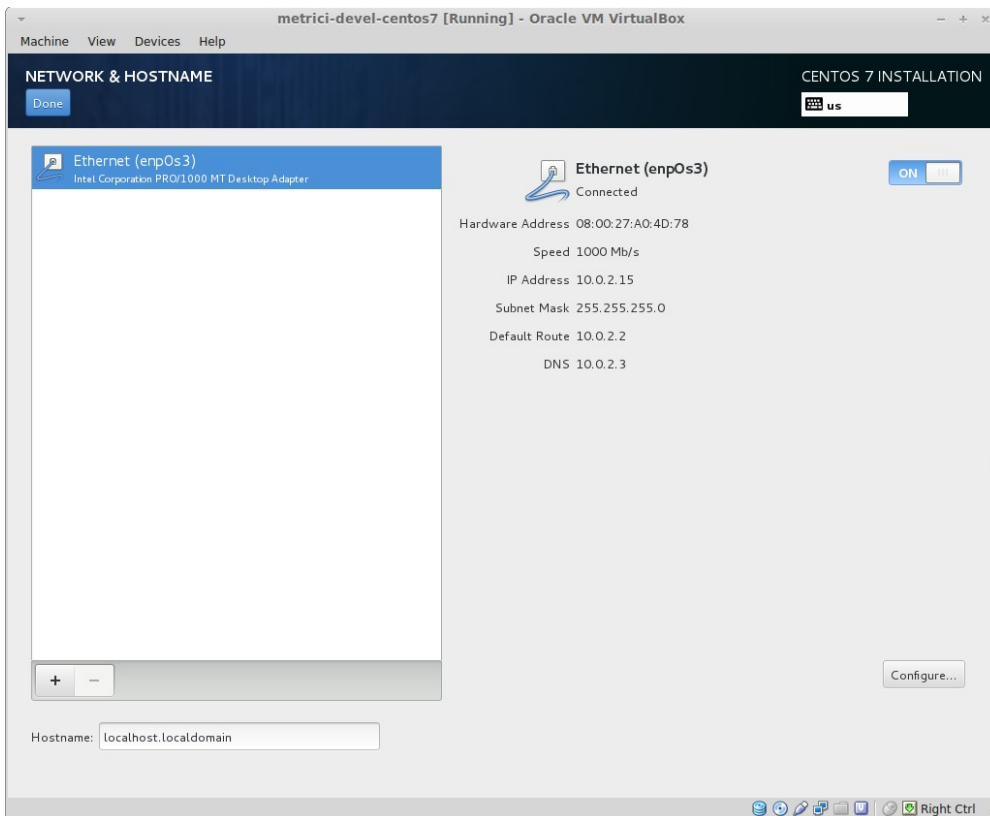 metrici-devel-centos7 [Running] - Oracle VM VirtualBox
Machine View Devices Help
NETWORK & HOSTNAME
CENTOS 7 INSTALLATION
Done
us
Ethernet (enp0s3)
Intel Corporation PRO/1000 MT Desktop Adapter
Ethernet (enp0s3)
Connected
ON
Hardware Address 08:00:27:A0:4D:78
Speed 1000 Mb/s
IP Address 10.0.2.15
Subnet Mask 255.255.255.0
Default Route 10.0.2.2
DNS 10.0.2.3
+ −
Configure...
Hostname: localhost.localdomain
Right Ctrl